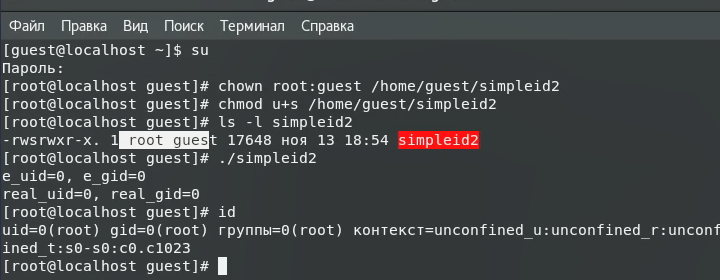 Файл Правка Вид Поиск Терминал Справка
[guest@localhost ~]$ su
Пароль:
[root@localhost guest]# chown root:guest /home/guest/simpleid2
[root@localhost guest]# chmod u+s /home/guest/simpleid2
[root@localhost guest]# ls -l simpleid2
-rwsrwxr-x. 1 root guest 17648 ноя 13 18:54 simpleid2
[root@localhost guest]# ./simpleid2
e_uid=0, e_gid=0
real_uid=0, real_gid=0
[root@localhost guest]# id
uid=0(root) gid=0(root) группы=0(root) контекст=unconfined_u:unconfined_r:unconf
ined_t:s0-s0:c0.c1023
[root@localhost guest]#